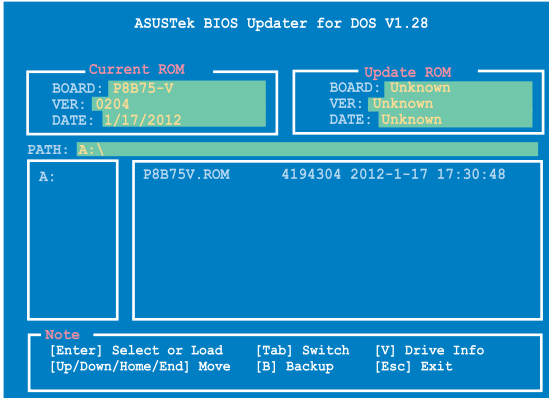 ASUSTek BIOS Updater for DOS V1.28
Current ROM
BOARD: P8B75-V
VER: 0204
DATE: 1/17/2012
Update ROM
BOARD: Unknown
VER: Unknown
DATE: Unknown
PATH: A:\
A:
P8B75V.ROM 4194304 2012-1-17 17:30:48
Note
[Enter] Select or Load [Tab] Switch [V] Drive Info
[Up/Down/Home/End] Move [B] Backup [Esc] Exit